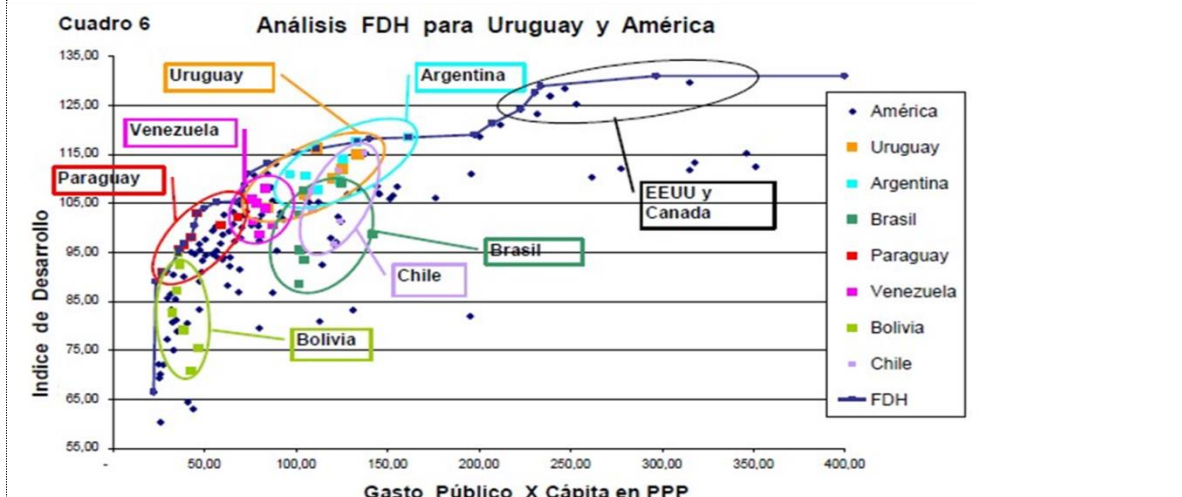 Cuadro 6
Análisis FDH para Uruguay y América
135,00
125,00
115,00
105,00
95,00
85,00
75,00
65,00
55,00
Indice de Desarrollo
Uruguay
Argentina
Venezuela
Paraguay
EEUU y
Canada
Brasil
Chile
Bolivia
América
Uruguay
Argentina
Brasil
Paraguay
Venezuela
Bolivia
Chile
FDH
-
50,00
100,00
150,00
200,00
250,00
300,00
350,00
400,00
Gasto Público X Cápita en PPP